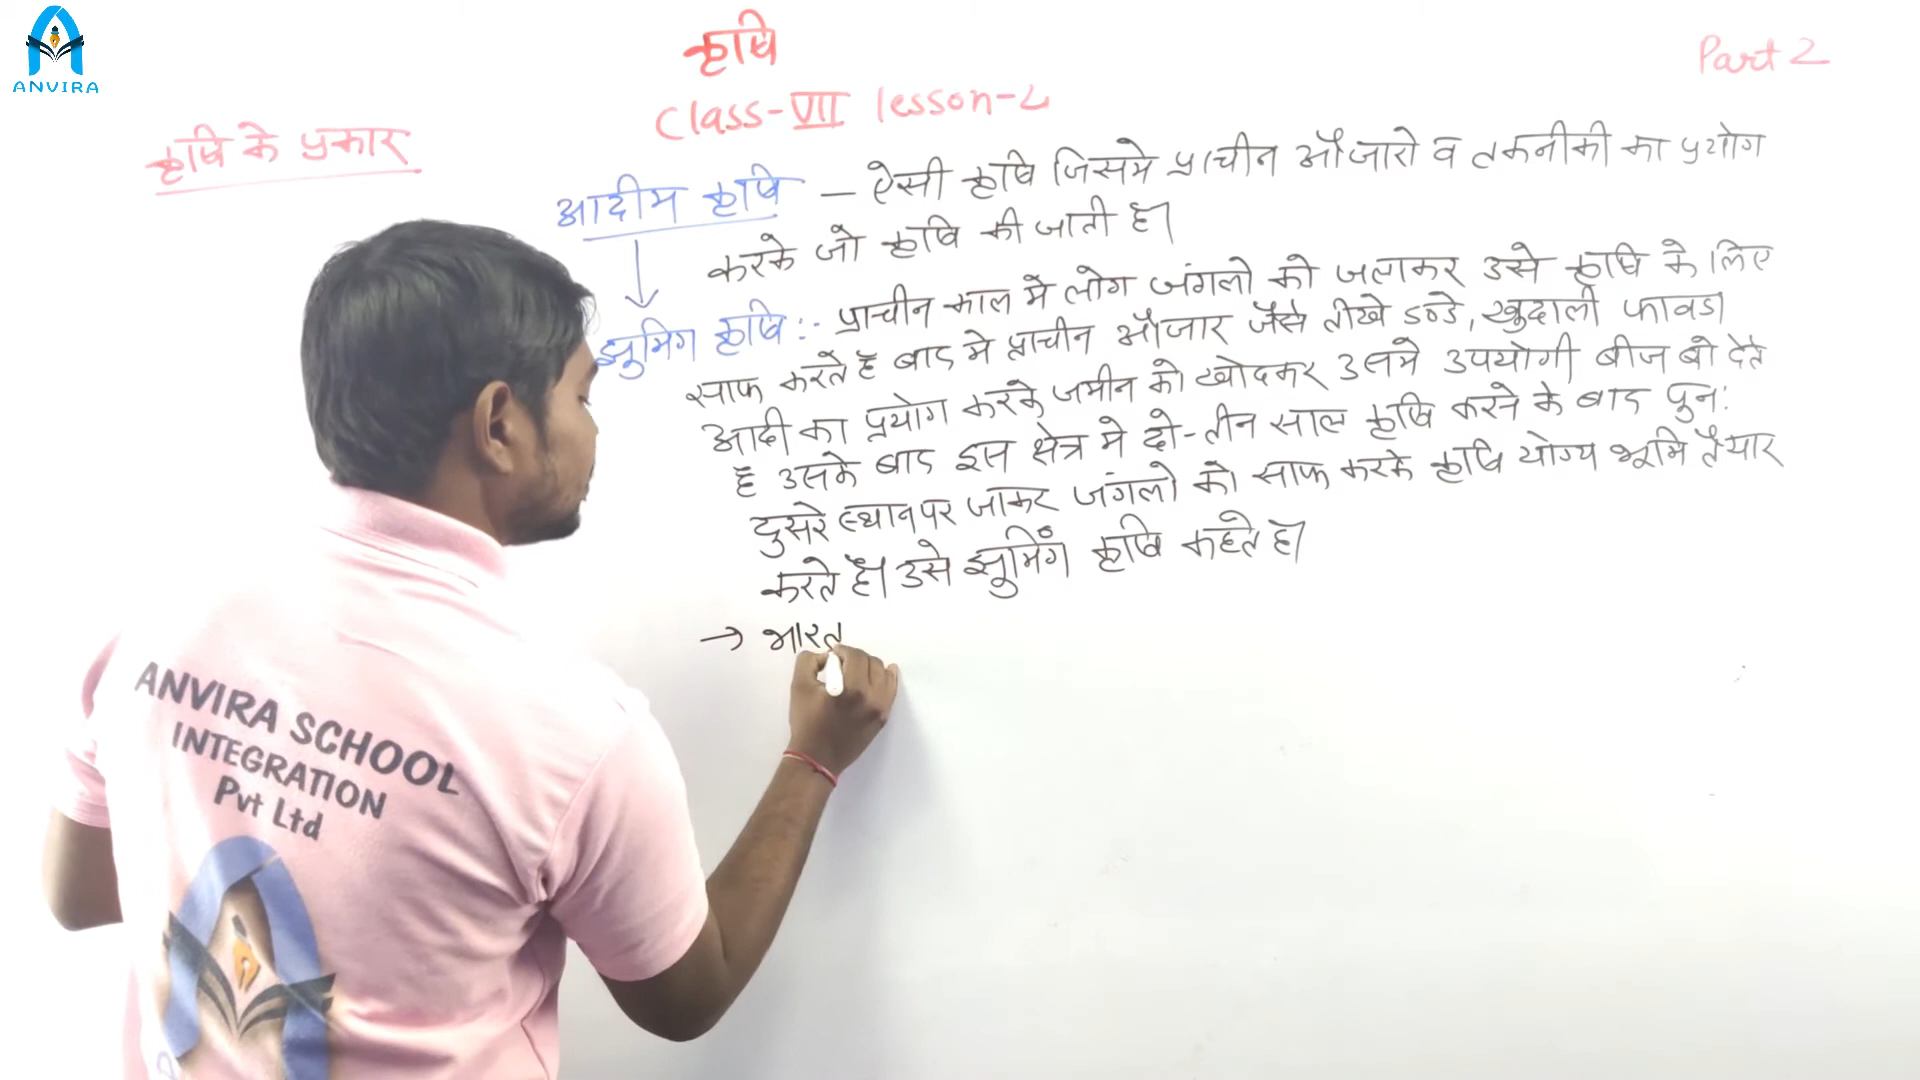 ANVIRA
कृषि
Part 2
Class-VII lesson-2
कृषि के प्रकार
आदीम कृषि – ऐसी कृषि जिसमे प्राचीन औजारो व तकनीकी का प्रयोग
करके जो कृषि की जाती है।
झुमिग कृषि :- प्राचीन काल में लोग जंगलो को जलाकर उसे कृषि के लिए
साफ करते है बाद मे प्राचीन औजार जैसे तीखे डण्डे, खुदाली फावडा
आदी का प्रयोग करके जमीन को खोदकर उसमे उपयोगी बीज बो देते
है उसके बाद इस क्षेत्र मे दो-तीन साल कृषि करने के बाद पुनः
दुसरे स्थान पर जाकर जंगलो को साफ करके कृषि योग्य भूमि तैयार
करते है। उसे झुमिंग कृषि कहते है।
→ भारत
ANVIRA SCHOOL
INTEGRATION
Pvt Ltd